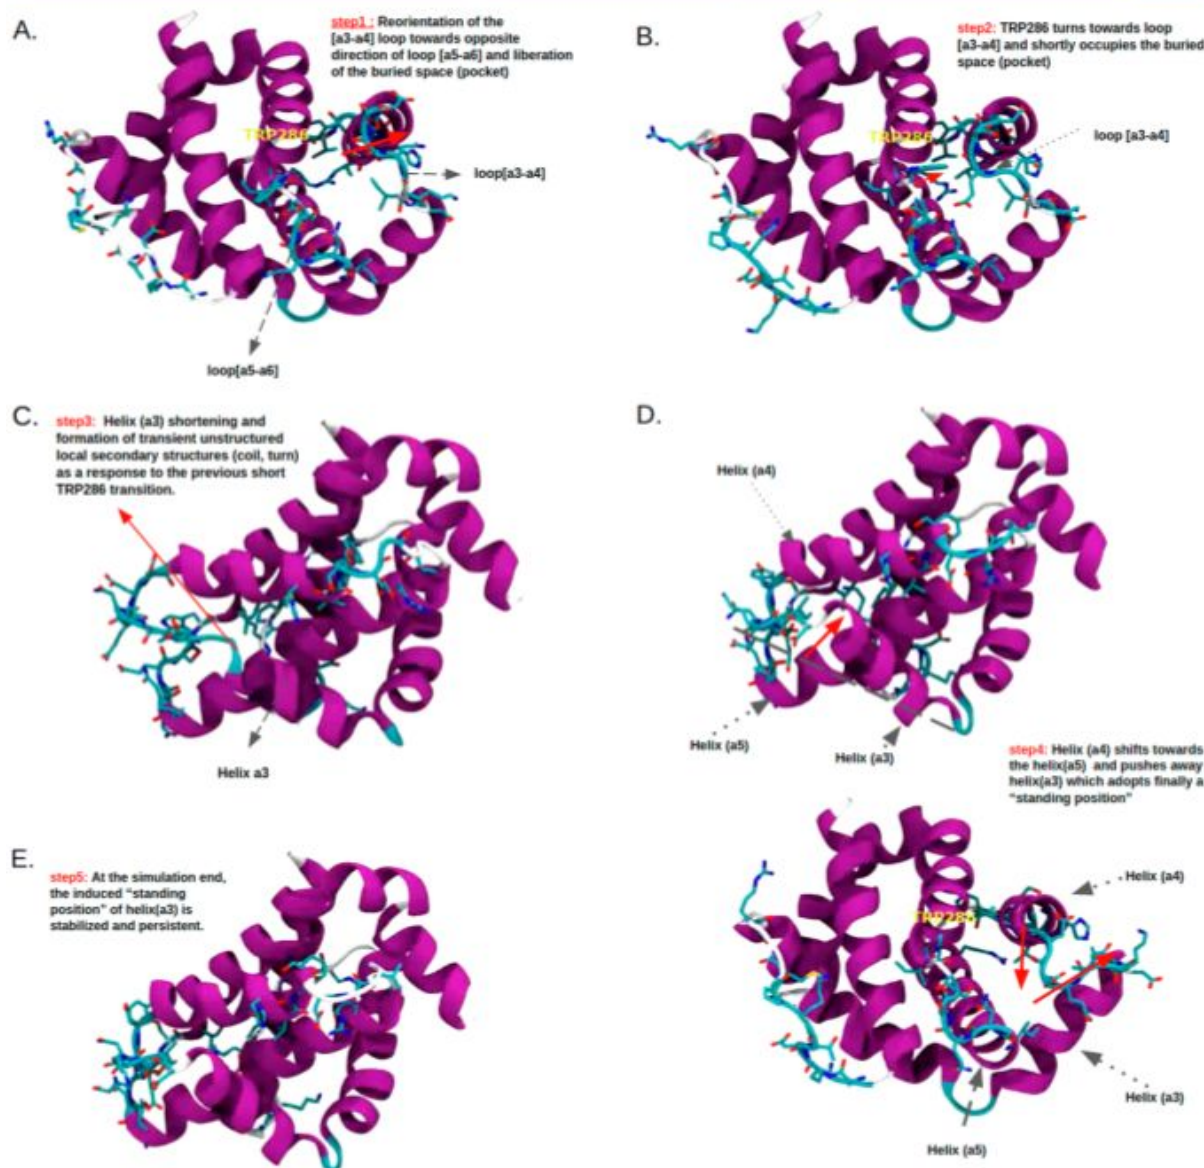 A.
step1 : Reorientation of the
[a3-a4] loop towards opposite
direction of loop [a5-a6] and liberation
of the buried space (pocket)
TRP286
loop[a3-a4]
loop[a5-a6]
B.
step2: TRP286 turns towards loop
[a3-a4] and shortly occupies the buried
space (pocket)
TRP286
loop [a3-a4]
C.
step3: Helix (a3) shortening and
formation of transient unstructured
local secondary structures (coil, turn)
as a response to the previous short
TRP286 transition.
Helix a3
D.
Helix (a4)
Helix (a5)
Helix (a3)
step4: Helix (a4) shifts towards
the helix(a5) and pushes away
helix(a3) which adopts finally a
“standing position”
TRP286
Helix (a4)
Helix (a3)
Helix (a5)
E.
step5: At the simulation end,
the induced “standing
position” of helix(a3) is
stabilized and persistent.